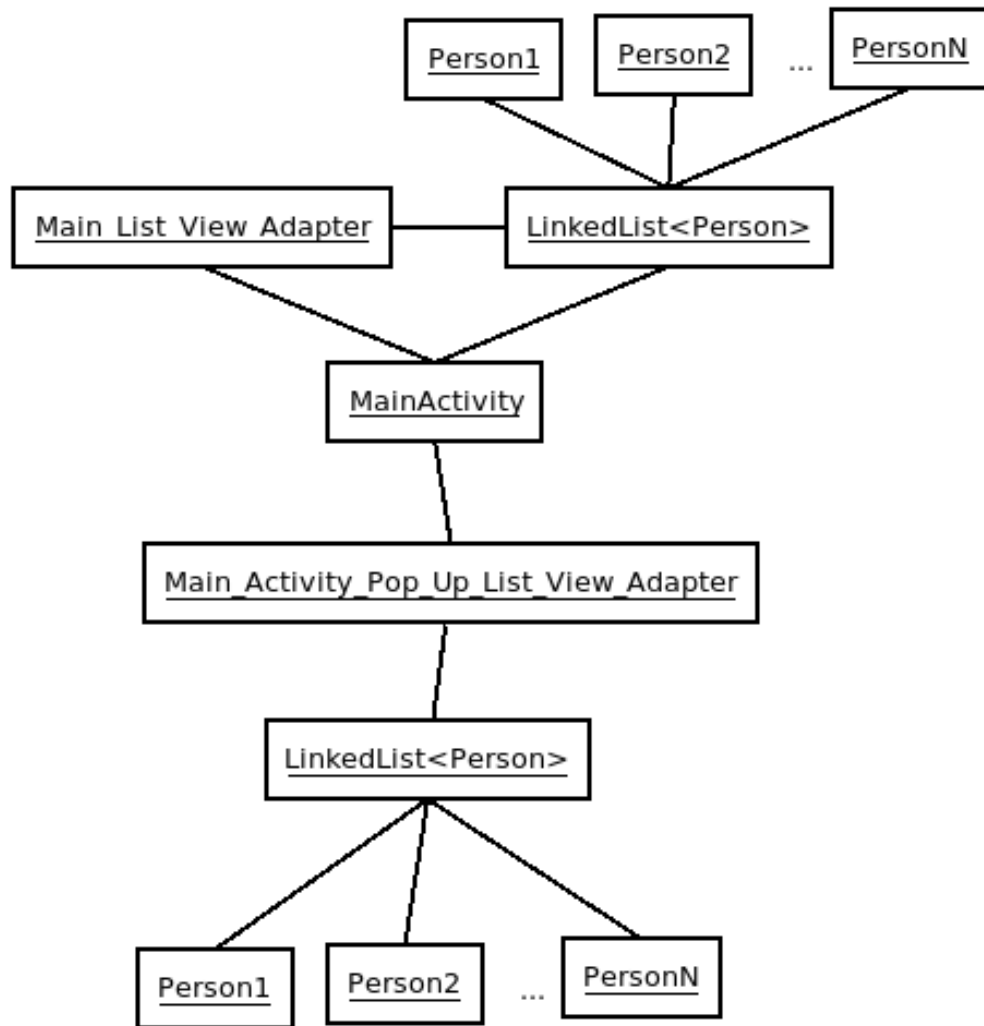 Person1
Person2
...
PersonN
Main_List_View_Adapter
LinkedList<Person>
MainActivity
Main_Activity_Pop_Up_List_View_Adapter
LinkedList<Person>
Person1
Person2
...
PersonN